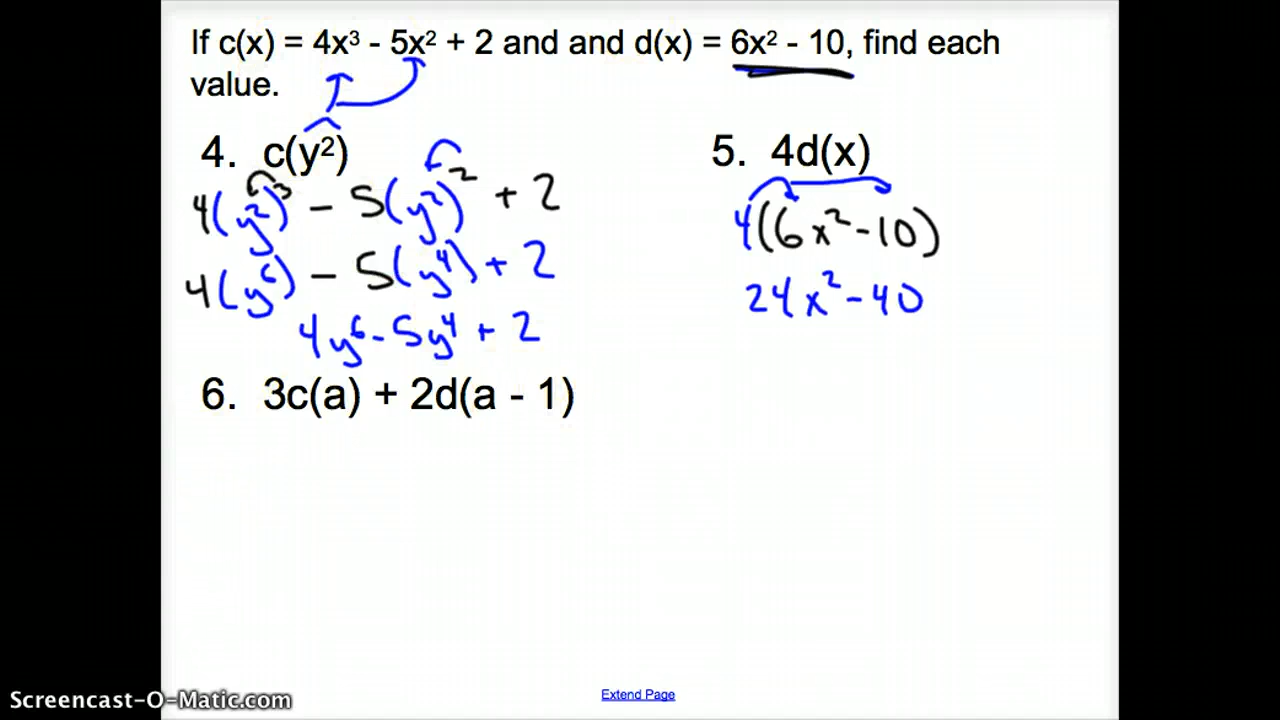 If c(x) = 4x³ - 5x² + 2 and and d(x) = 6x² - 10, find each
value.
4. c(y²)
4(y²)³ - 5(y²)² + 2
4(y⁶) - 5(y⁴) + 2
4y⁶ - 5y⁴ + 2
5. 4d(x)
4(6x² - 10)
24x² - 40
6. 3c(a) + 2d(a - 1)
Extend Page
Screencast-O-Matic.com